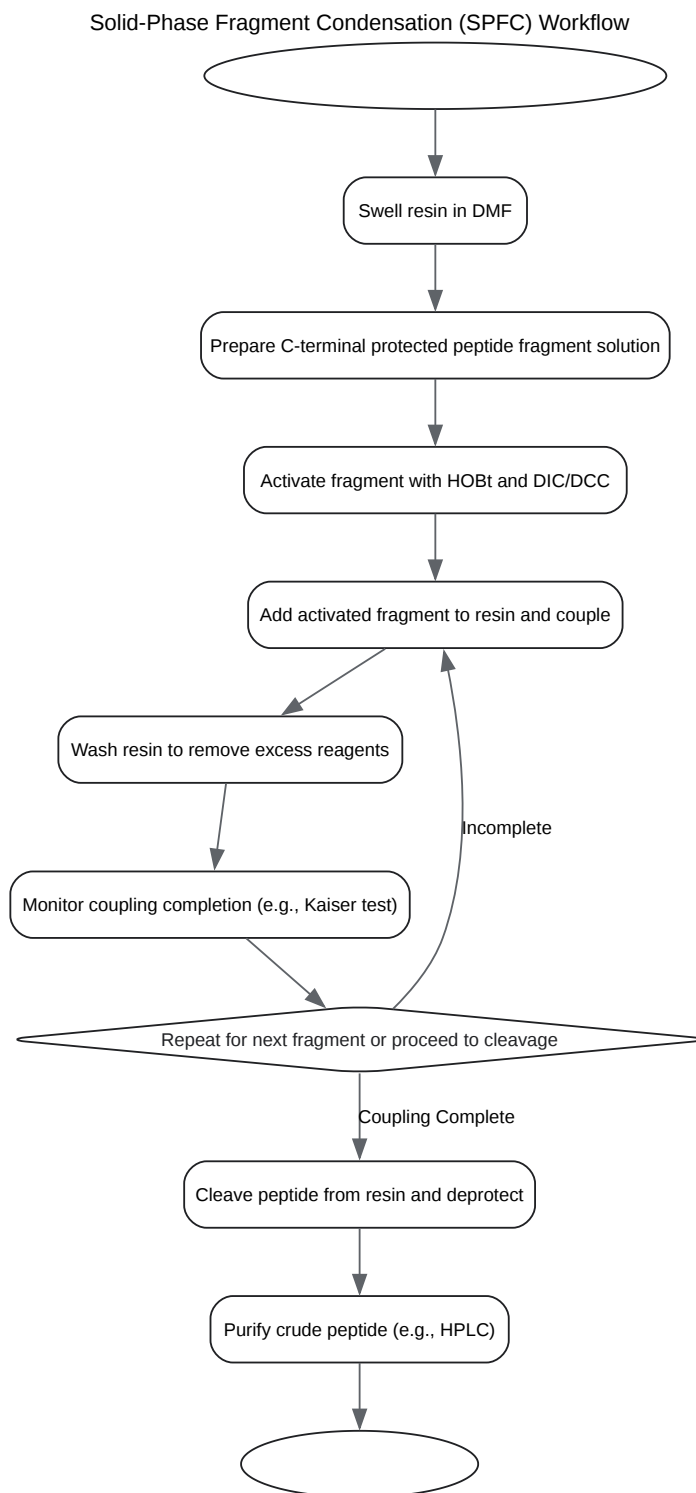 Solid-Phase Fragment Condensation (SPFC) Workflow
Swell resin in DMF
Prepare C-terminal protected peptide fragment solution
Activate fragment with HOBt and DIC/DCC
Add activated fragment to resin and couple
Wash resin to remove excess reagents
Incomplete
Monitor coupling completion (e.g., Kaiser test)
Repeat for next fragment or proceed to cleavage
Coupling Complete
Cleave peptide from resin and deprotect
Purify crude peptide (e.g., HPLC)